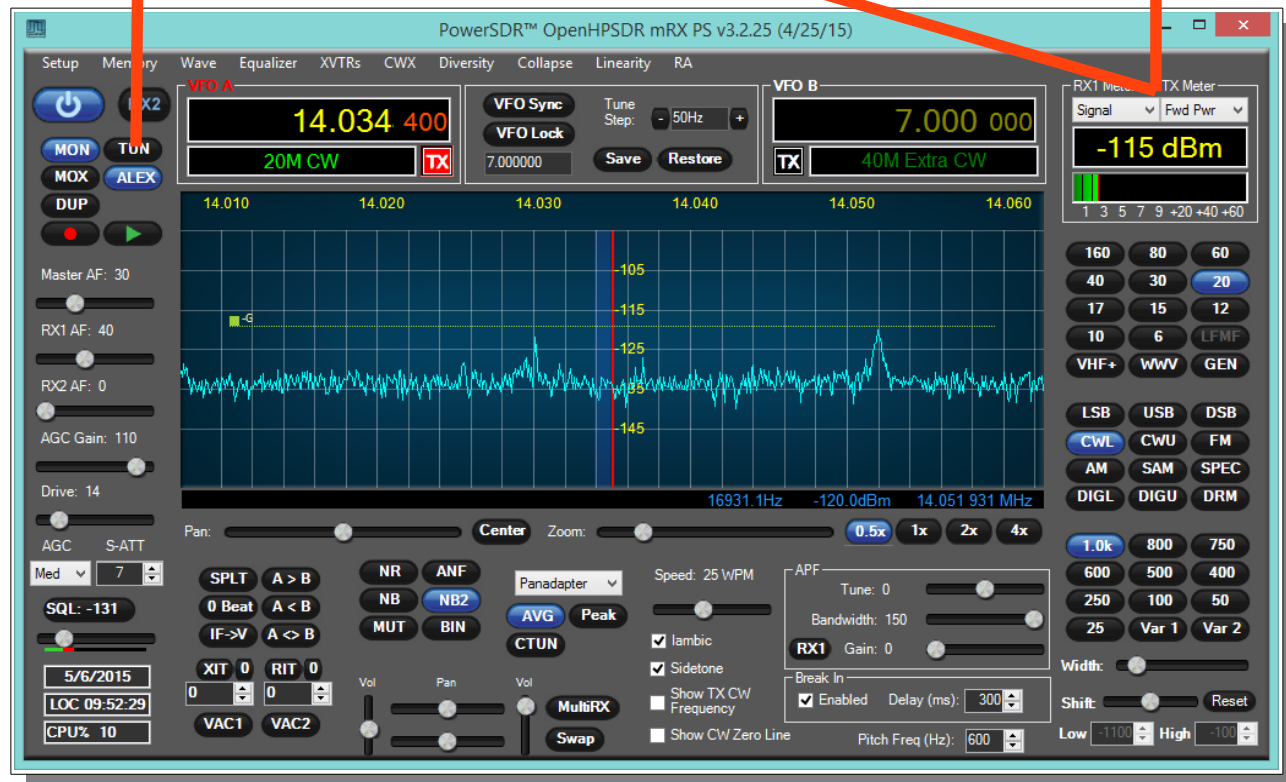 PowerSDR™ OpenHPSDR mRX PS v3.2.25 (4/25/15)
Setup Memory Wave Equalizer XVTRs CWX Diversity Collapse Linearity RA
RX2
MON TUN
MOX ALEX
DUP
Master AF: 30
RX1 AF: 40
RX2 AF: 0
AGC Gain: 110
Drive: 14
AGC S-ATT
Med 7
SQL: -131
5/6/2015
LOC 09:52:29
CPU% 10
VFO A
14.034 400
20M CW TX
VFO Sync
VFO Lock
7.000000
Tune
Step: - 50Hz +
Save Restore
VFO B
7.000 000
TX 40M Extra CW
RX1 Meter TX Meter
Signal Fwd Pwr
-115 dBm
1 3 5 7 9 +20 +40 +60
14.010 14.020 14.030 14.040 14.050 14.060
-105
-G
-115
-125
-135
-145
16931.1Hz -120.0dBm 14.051 931 MHz
Pan: Center Zoom: 0.5x 1x 2x 4x
160 80 60
40 30 20
17 15 12
10 6 LFMF
VHF+ WWV GEN
LSB USB DSB
CWL CWU FM
AM SAM SPEC
DIGL DIGU DRM
1.0k 800 750
600 500 400
250 100 50
25 Var 1 Var 2
Width:
Shift: Reset
Low -1100 High -100
SPLT A > B
0 Beat A < B
IF->V A <> B
XIT 0 RIT 0
0 0
VAC1 VAC2
NR ANF
NB NB2
MUT BIN
Panadapter
AVG Peak
CTUN
Vol Pan Vol
MultiRX
Swap
Speed: 25 WPM
Iambic
Sidetone
Show TX CW
Frequency
Show CW Zero Line
APF
Tune: 0
Bandwidth: 150
RX1 Gain: 0
Break In
Enabled Delay (ms): 300
Pitch Freq (Hz): 600